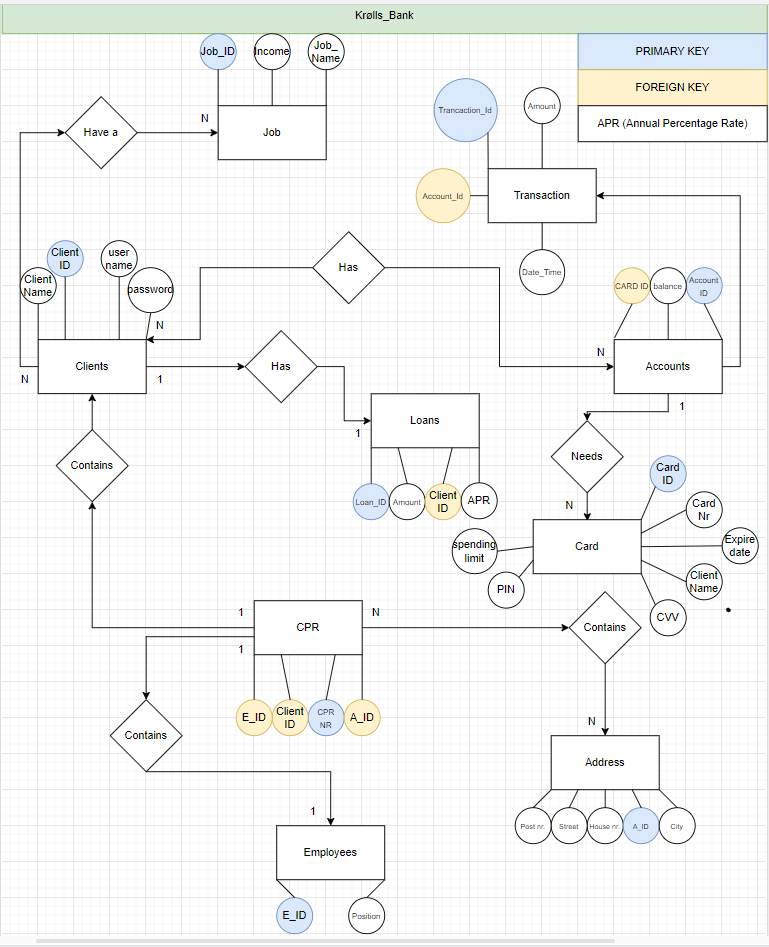 Krølls_Bank
PRIMARY KEY
FOREIGN KEY
APR (Annual Percentage Rate)
Job_ID
Income
Job_
Name
Have a
N
Job
Trancaction_Id
Amount
Account_Id
Transaction
Date_Time
Client
Name
Client
ID
user
name
password
Has
CARD ID
balance
Account
ID
N
Clients
N
1
Has
N
Accounts
1
1
Loans
Loan_ID
Amount
Client
ID
APR
Contains
Needs
N
Card
Card
ID
Card
Nr
Expire
date
Client
Name
CVV
spending
limit
PIN
1
CPR
N
1
Contains
E_ID
Client
ID
CPR
NR
A_ID
Contains
N
Address
Post nr.
Street
House nr.
A_ID
City
1
Employees
E_ID
Position